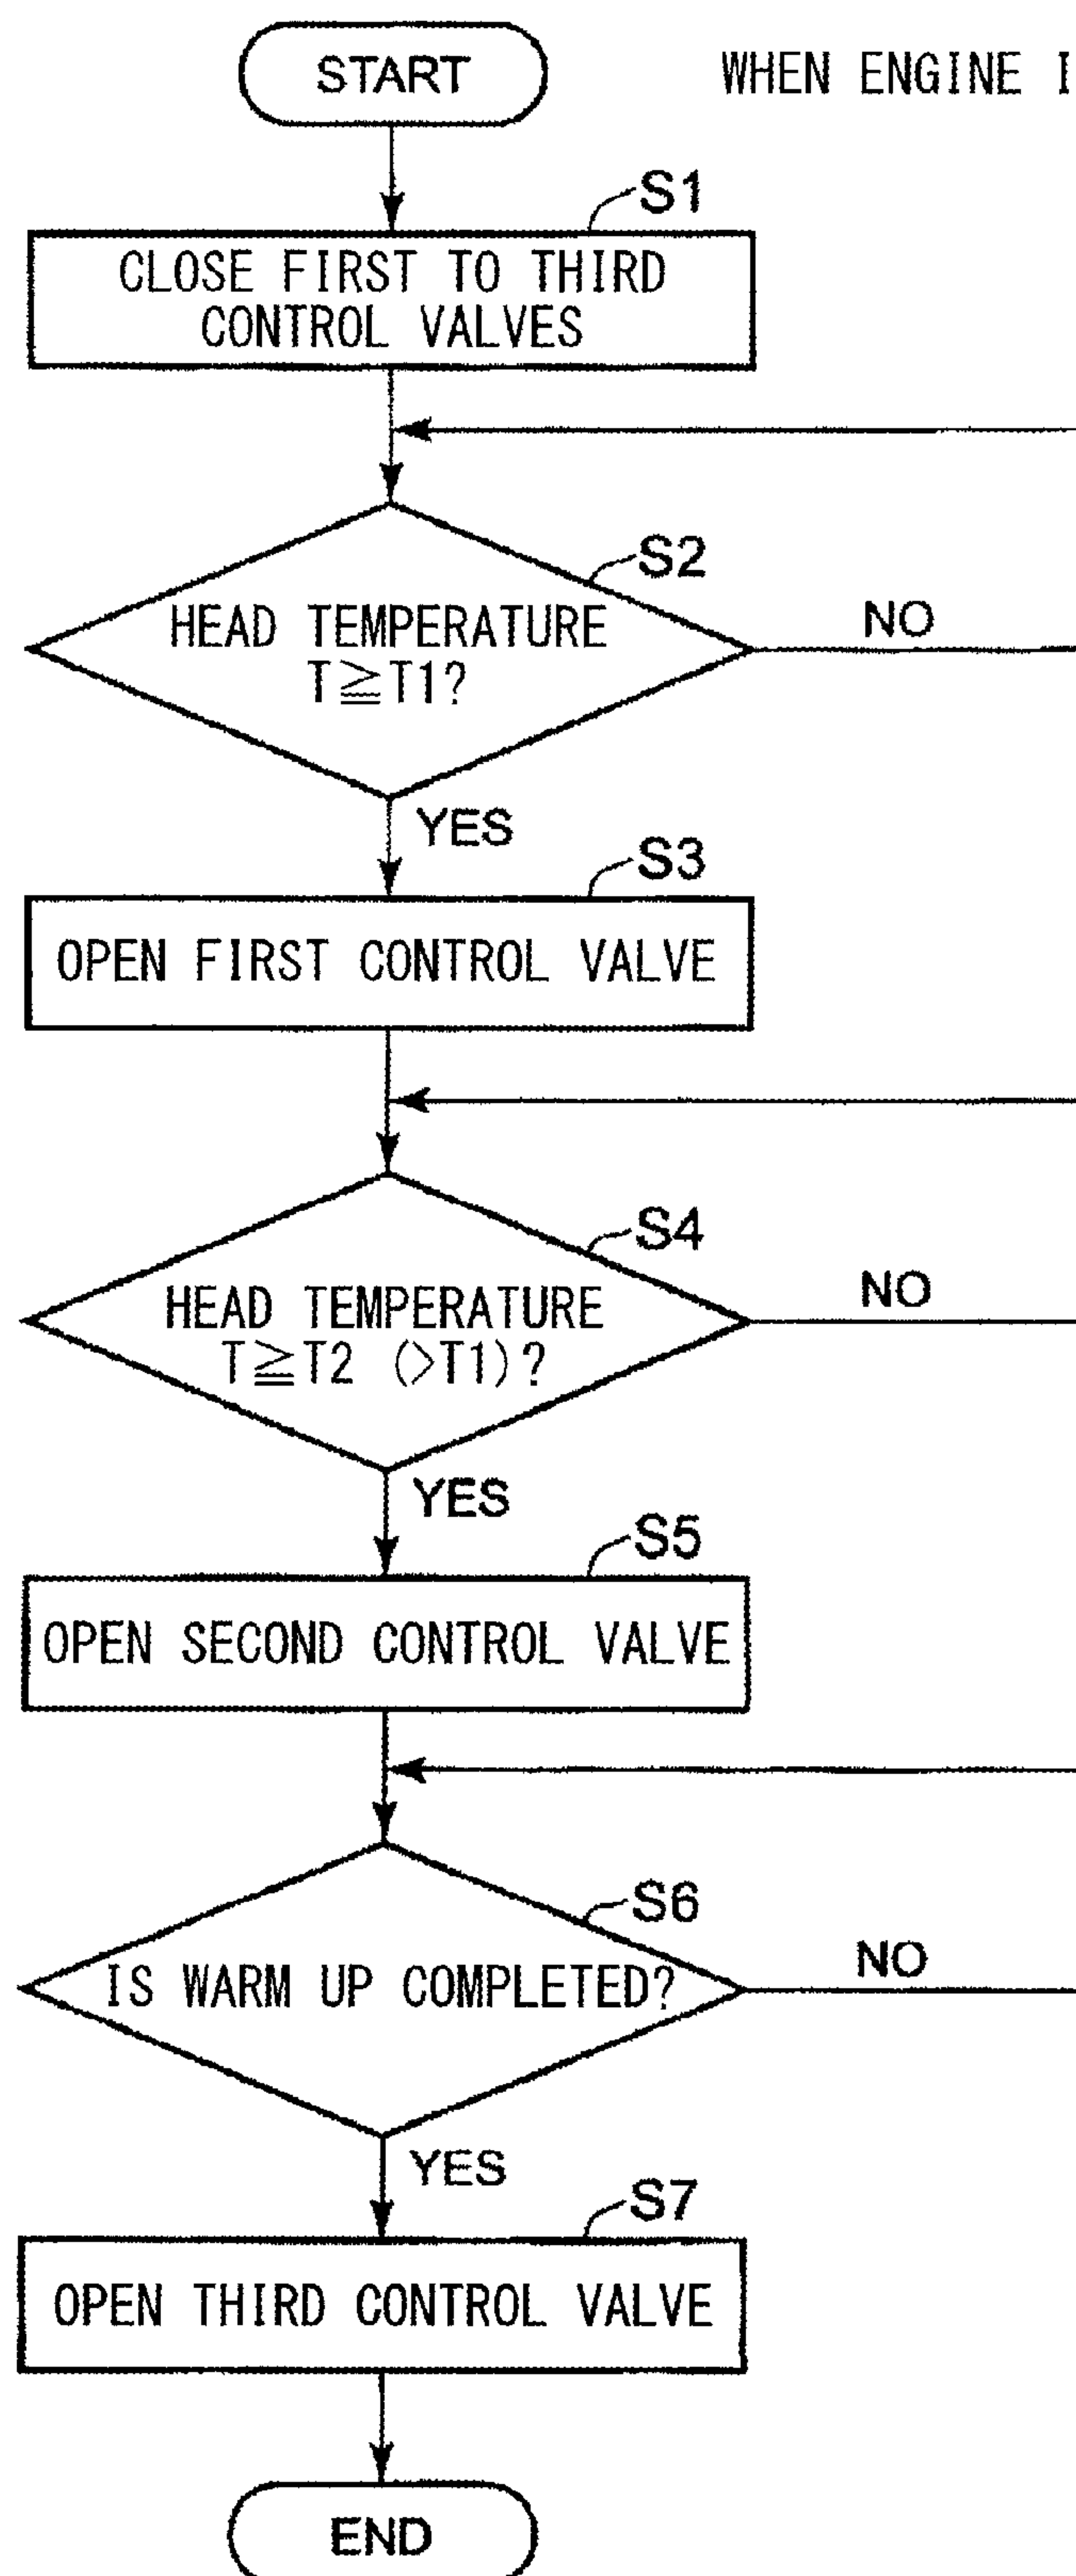 START
WHEN ENGINE I
S1
CLOSE FIRST TO THIRD
CONTROL VALVES
S2
HEAD TEMPERATURE
T≧T1?
NO
YES
S3
OPEN FIRST CONTROL VALVE
S4
HEAD TEMPERATURE
T≧T2 (>T1)?
NO
YES
S5
OPEN SECOND CONTROL VALVE
S6
IS WARM UP COMPLETED?
NO
YES
S7
OPEN THIRD CONTROL VALVE
END